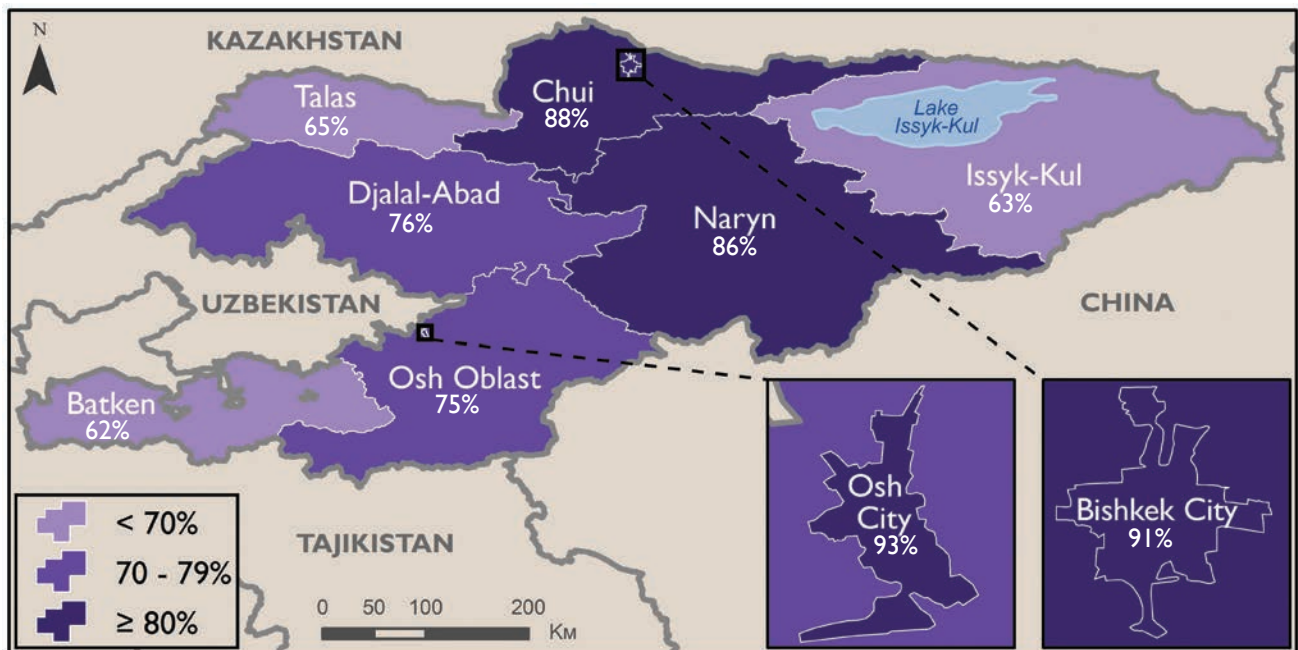 N
KAZAKHSTAN
Talas
65%
Chui
88%
Lake
Issyk-Kul
Issyk-Kul
63%
Djalal-Abad
76%
Naryn
86%
UZBEKISTAN
CHINA
Osh Oblast
75%
Batken
62%
TAJIKISTAN
< 70%
70 - 79%
≥ 80%
0 50 100 200
Км
Osh
City
93%
Bishkek City
91%